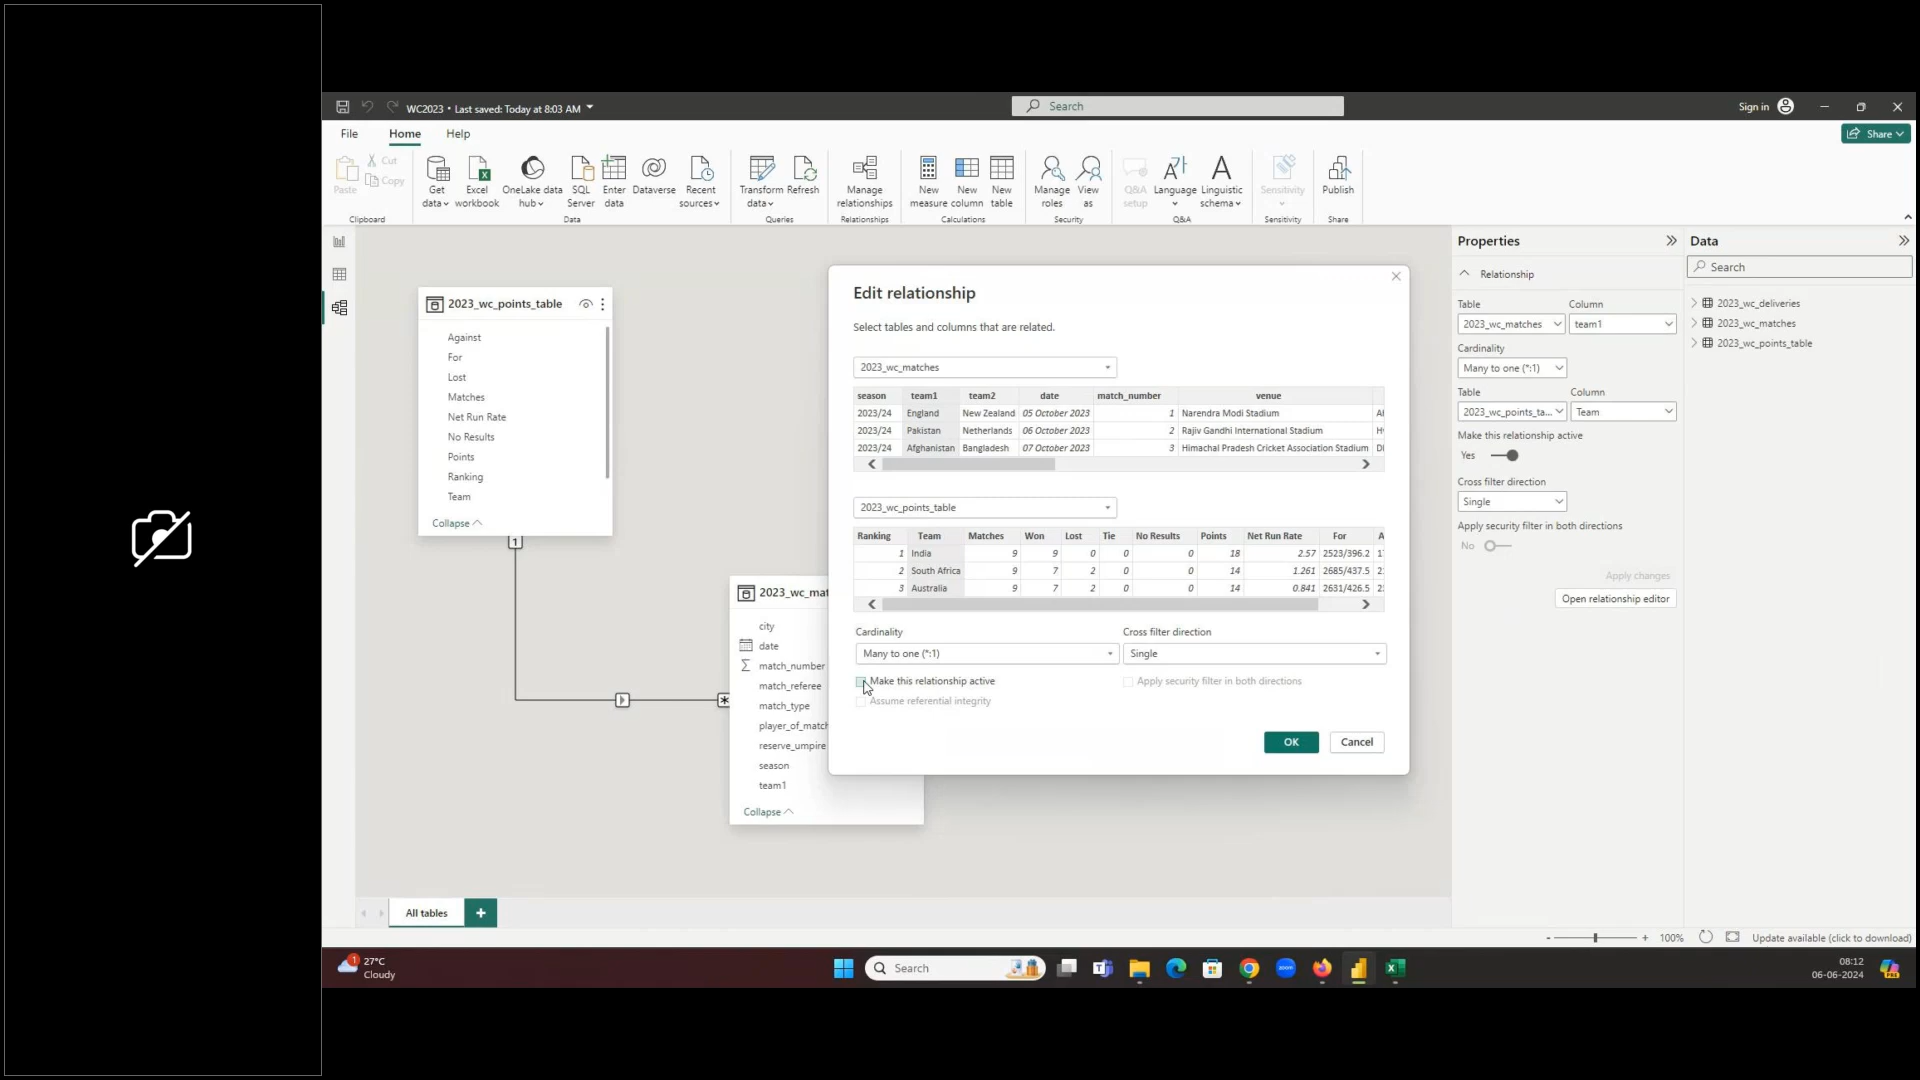 WC2023 • Last saved: Today at 8:03 AM
Search
Sign in
File Home Help
Share
Paste
Cut
Copy
Get data
Excel workbook
OneLake data hub
SQL Server
Enter data
Dataverse
Recent sources
Transform data
Refresh
Manage relationships
New measure
New column
New table
Manage roles
View as
Q&A setup
Language
Linguistic schema
Sensitivity
Publish
Clipboard
Data
Queries
Relationships
Calculations
Security
Q&A
Sensitivity
Share
2023_wc_points_table
Against
For
Lost
Matches
Net Run Rate
No Results
Points
Ranking
Team
Collapse
1
*
2023_wc_mat
city
date
match_number
match_referee
match_type
player_of_match
reserve_umpire
season
team1
Collapse
Edit relationship
Select tables and columns that are related.
2023_wc_matches
season team1 team2 date match_number venue
2023/24 England New Zealand 05 October 2023 1 Narendra Modi Stadium
2023/24 Pakistan Netherlands 06 October 2023 2 Rajiv Gandhi International Stadium
2023/24 Afghanistan Bangladesh 07 October 2023 3 Himachal Pradesh Cricket Association Stadium
2023_wc_points_table
Ranking Team Matches Won Lost Tie No Results Points Net Run Rate For
1 India 9 9 0 0 0 18 2.57 2523/396.2
2 South Africa 9 7 2 0 0 14 1.261 2685/437.5
3 Australia 9 7 2 0 0 14 0.841 2631/426.5
Cardinality
Many to one (*:1)
Cross filter direction
Single
Make this relationship active
Apply security filter in both directions
Assume referential integrity
OK
Cancel
Properties
Relationship
Table Column
2023_wc_matches team1
Cardinality
Many to one (*:1)
Table Column
2023_wc_points_ta... Team
Make this relationship active
Yes
Cross filter direction
Single
Apply security filter in both directions
No
Apply changes
Open relationship editor
Data
Search
2023_wc_deliveries
2023_wc_matches
2023_wc_points_table
All tables
+
- + 100%
Update available (click to download)
1
27°C
Cloudy
Search
zoom
08:12
06-06-2024
PRE